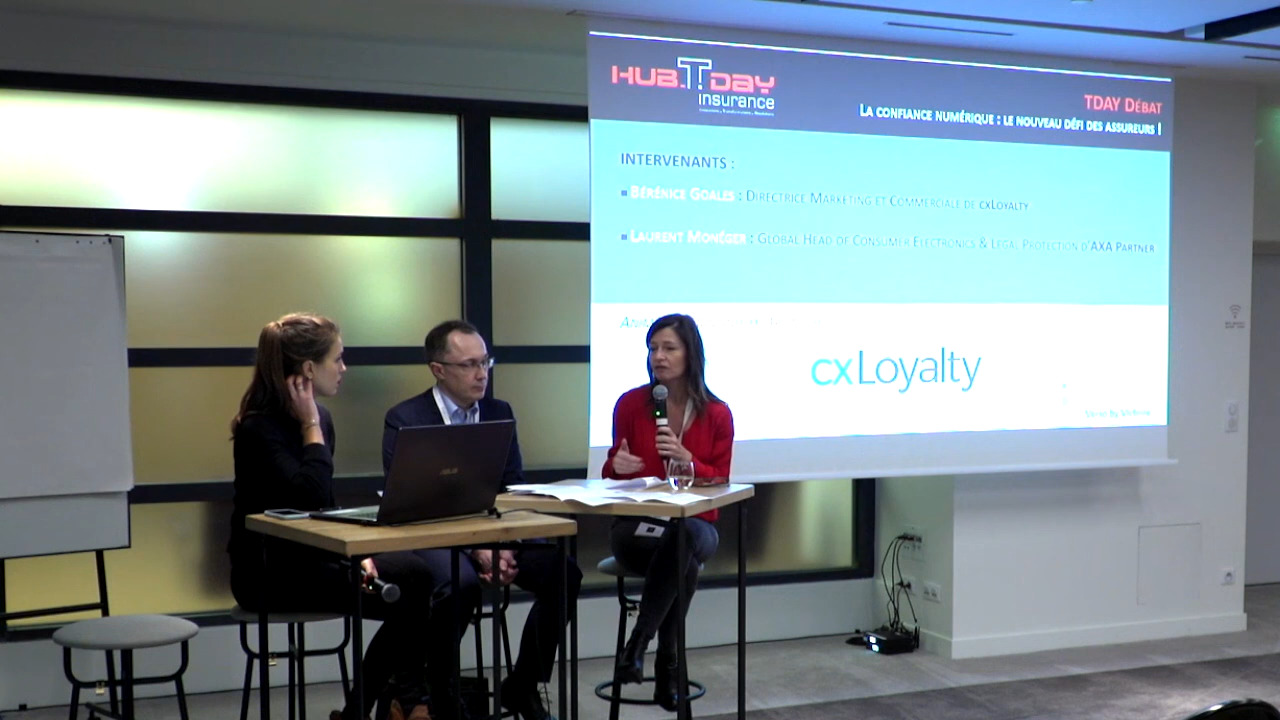 HUB.T.DAY
insurance
TDAY DÉBAT
LA CONFIANCE NUMÉRIQUE : LE NOUVEAU DÉFI DES ASSUREURS !
INTERVENANTS :
▪ BÉRÉNICE GOALES : DIRECTRICE MARKETING ET COMMERCIALE DE CXLOYALTY
▪ LAURENT MONÉGER : GLOBAL HEAD OF CONSUMER ELECTRONICS & LEGAL PROTECTION D'AXA PARTNER
cxLoyalty
ASUS